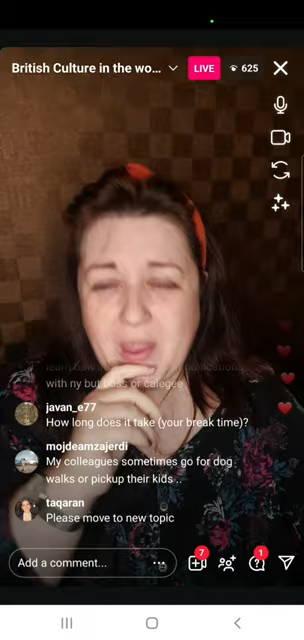 British Culture in the wo...
LIVE
625
with ny but boss or
javan_e77
How long does it take (your break time)?
mojdeamzajerdi
My colleagues sometimes go for dog
walks or pickup their kids ..
taqaran
Please move to new topic
Add a comment...
7
1